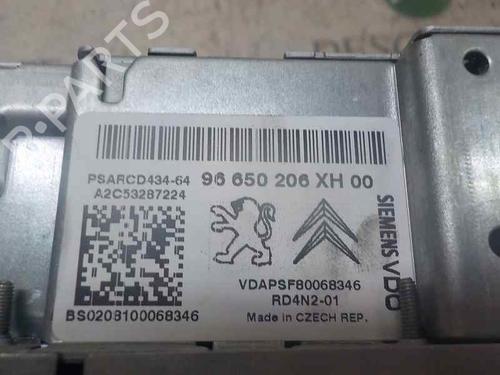 B-PARTS
PSARCD434-64 96 650 206 XH 00
A2C53287224
SIEMENS VDO
VDAPSF80068346
RD4N2-01
BS0208100068346 Made in CZECH REP.